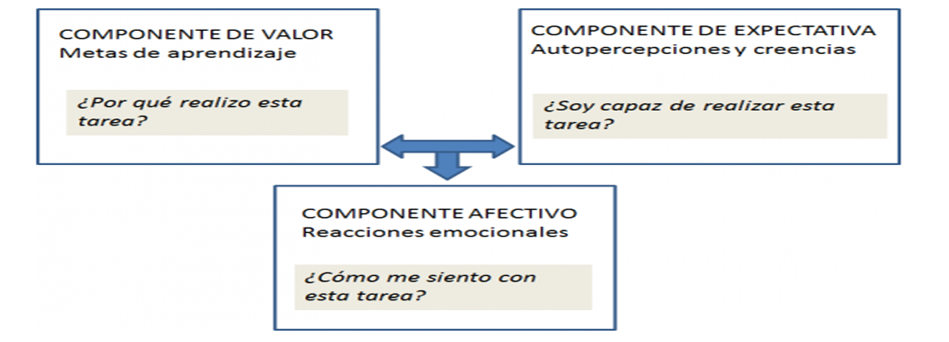 COMPONENTE DE VALOR
Metas de aprendizaje
¿Por qué realizo esta
tarea?
COMPONENTE DE EXPECTATIVA
Autopercepciones y creencias
¿Soy capaz de realizar esta
tarea?
COMPONENTE AFECTIVO
Reacciones emocionales
¿Cómo me siento con
esta tarea?